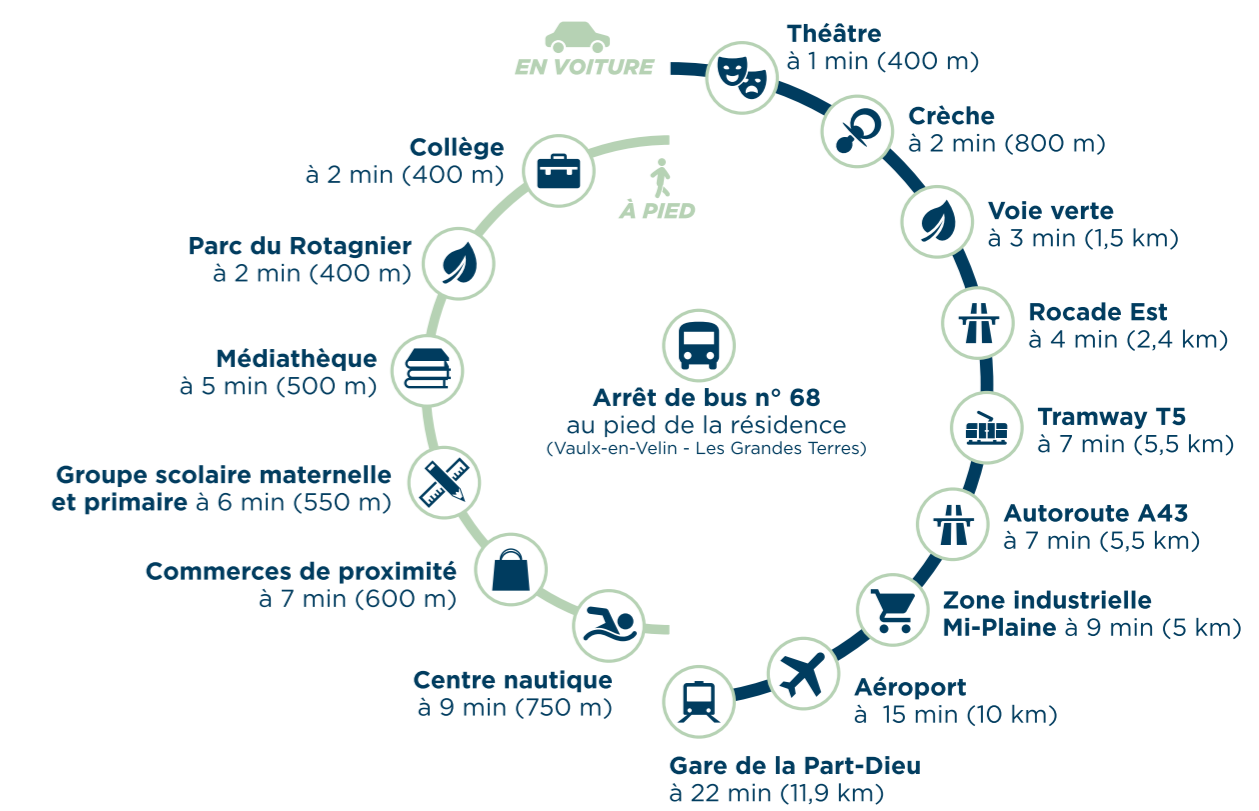 EN VOITURE
Théâtre
à 1 min (400 m)
Crèche
à 2 min (800 m)
Voie verte
à 3 min (1,5 km)
Rocade Est
à 4 min (2,4 km)
Tramway T5
à 7 min (5,5 km)
Autoroute A43
à 7 min (5,5 km)
Zone industrielle
Mi-Plaine à 9 min (5 km)
Aéroport
à 15 min (10 km)
Gare de la Part-Dieu
à 22 min (11,9 km)
À PIED
Collège
à 2 min (400 m)
Parc du Rotagnier
à 2 min (400 m)
Médiathèque
à 5 min (500 m)
Groupe scolaire maternelle
et primaire à 6 min (550 m)
Commerces de proximité
à 7 min (600 m)
Centre nautique
à 9 min (750 m)
Arrêt de bus n° 68
au pied de la résidence
(Vaulx-en-Velin - Les Grandes Terres)